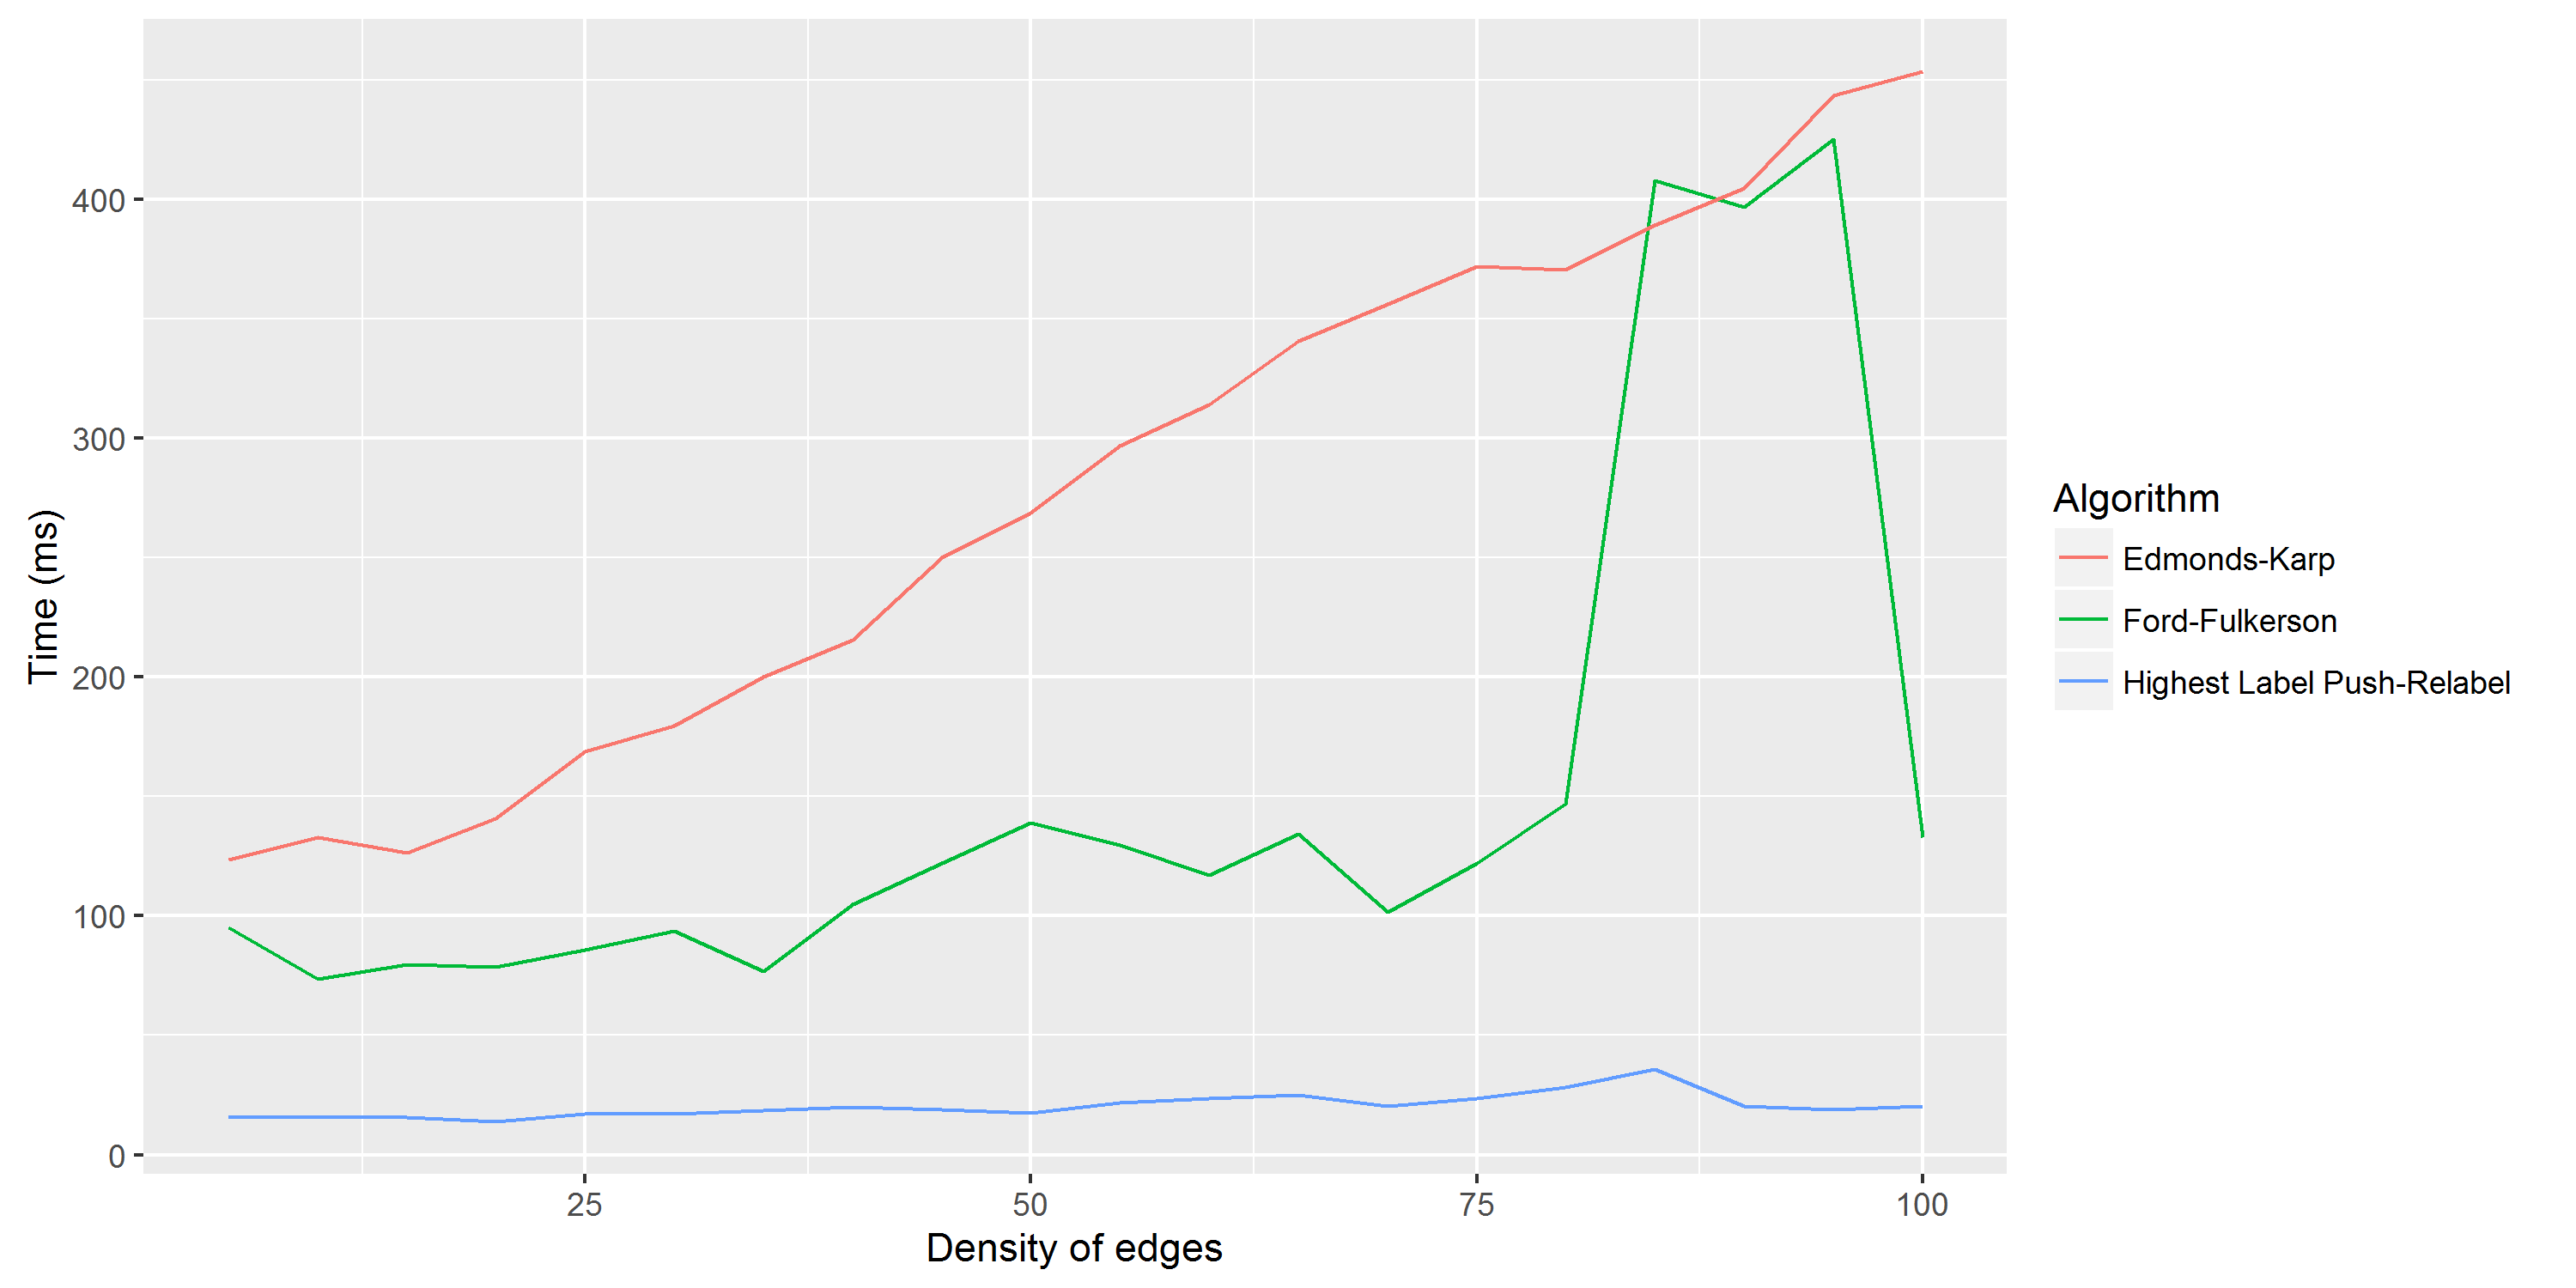 400
300
200
100
0
Time (ms)
25 50 75 100
Density of edges
Algorithm
Edmonds-Karp
Ford-Fulkerson
Highest Label Push-Relabel